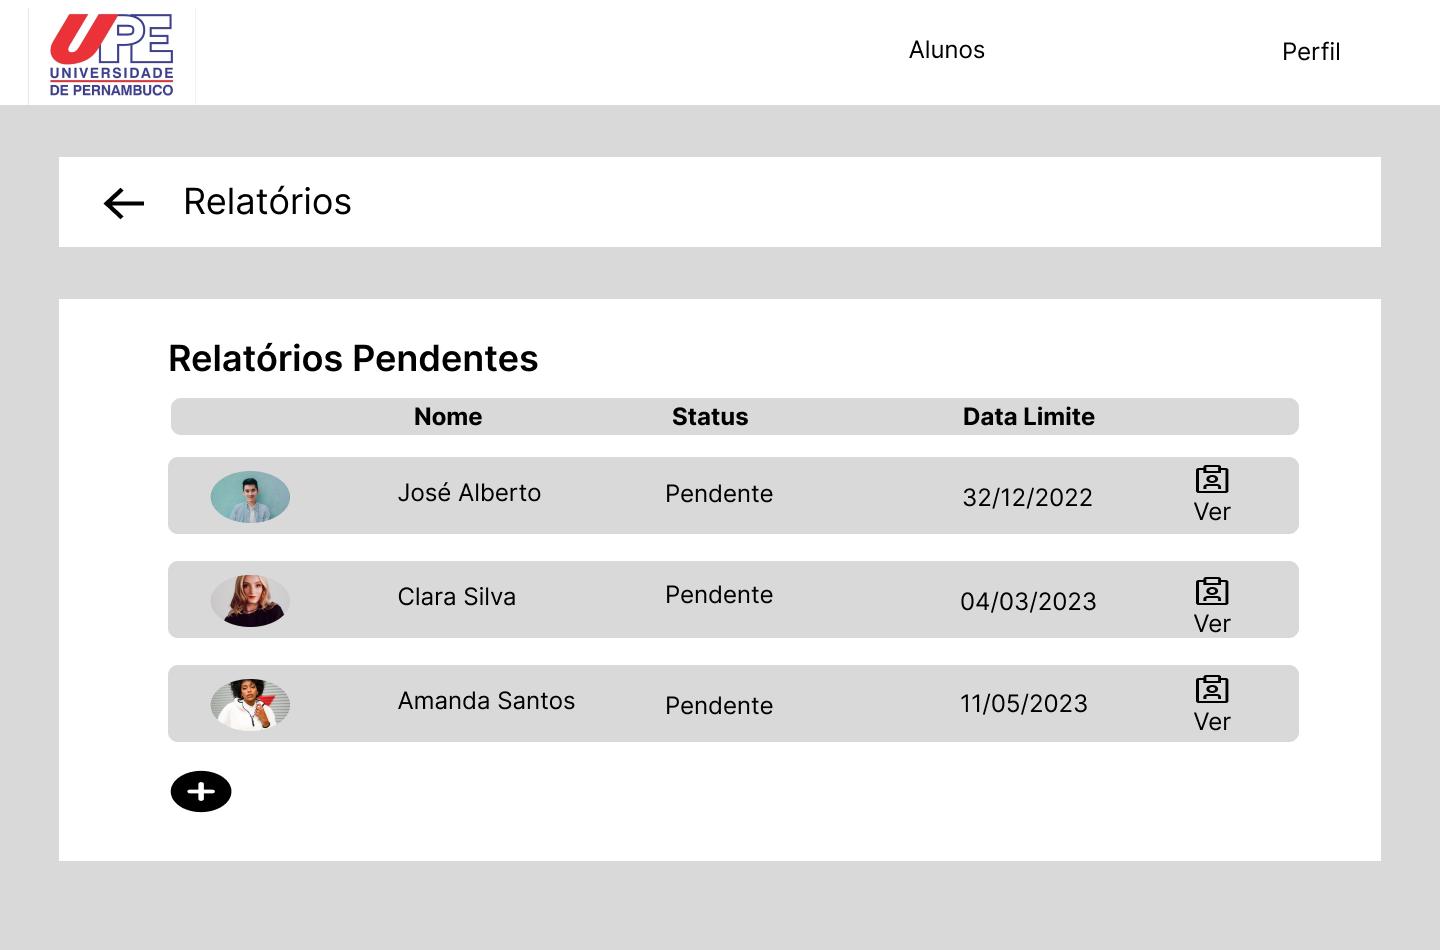 UPE
UNIVERSIDADE
DE PERNAMBUCO
Alunos
Perfil
Relatórios
Relatórios Pendentes
Nome Status Data Limite
José Alberto Pendente 32/12/2022 Ver
Clara Silva Pendente 04/03/2023 Ver
Amanda Santos Pendente 11/05/2023 Ver